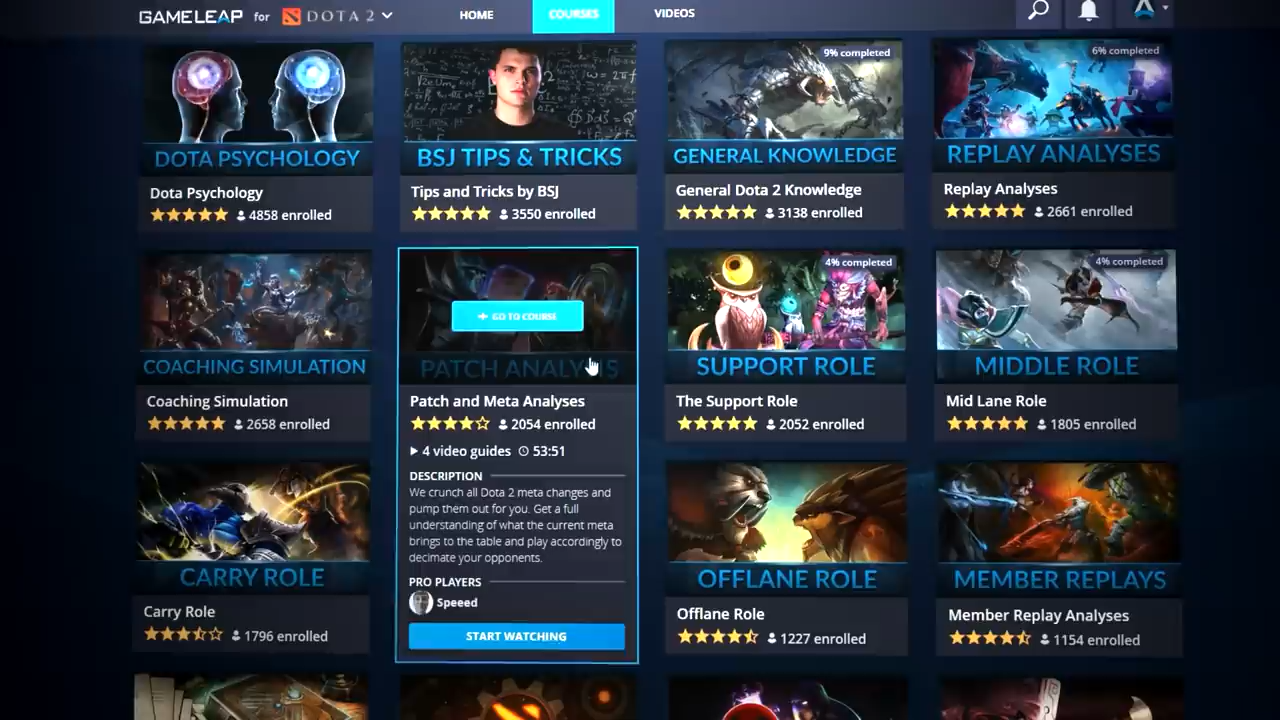 GAMELEAP for DOTA 2
HOME
COURSES
VIDEOS
DOTA PSYCHOLOGY
Dota Psychology
4858 enrolled
BSJ TIPS & TRICKS
Tips and Tricks by BSJ
3550 enrolled
9% completed
GENERAL KNOWLEDGE
General Dota 2 Knowledge
3138 enrolled
6% completed
REPLAY ANALYSES
Replay Analyses
2661 enrolled
COACHING SIMULATION
Coaching Simulation
2658 enrolled
GO TO COURSE
PATCH ANALYSIS
Patch and Meta Analyses
2054 enrolled
4 video guides 53:51
DESCRIPTION
We crunch all Dota 2 meta changes and
pump them out for you. Get a full
understanding of what the current meta
brings to the table and play accordingly to
decimate your opponents.
PRO PLAYERS
Speeed
START WATCHING
4% completed
SUPPORT ROLE
The Support Role
2052 enrolled
4% completed
MIDDLE ROLE
Mid Lane Role
1805 enrolled
CARRY ROLE
Carry Role
1796 enrolled
OFFLANE ROLE
Offlane Role
1227 enrolled
MEMBER REPLAYS
Member Replay Analyses
1154 enrolled